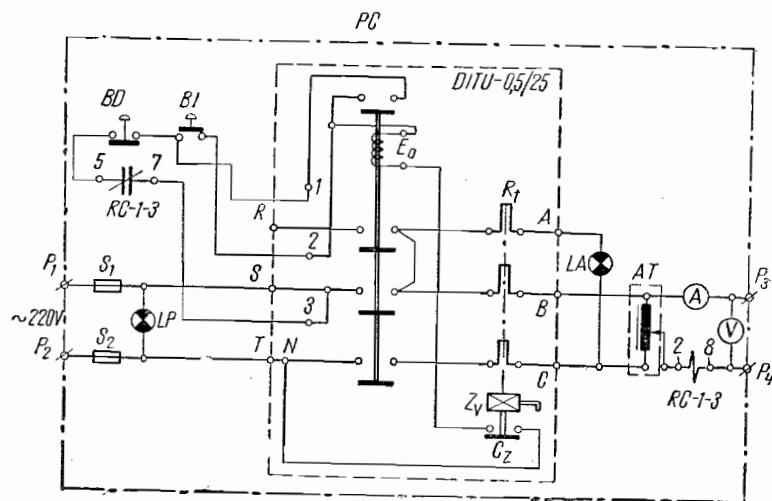 PC
DITU-0,5/25
BD
BI
E₀
5
7
1
RC-1-3
R
Rₜ
A
2
P₁
S₁
S
3
LA
AT
A
P₃
B
~220V
LP
V
P₂
S₂
T
N
C
2
8
P₄
RC-1-3
Zᵥ
C_Z